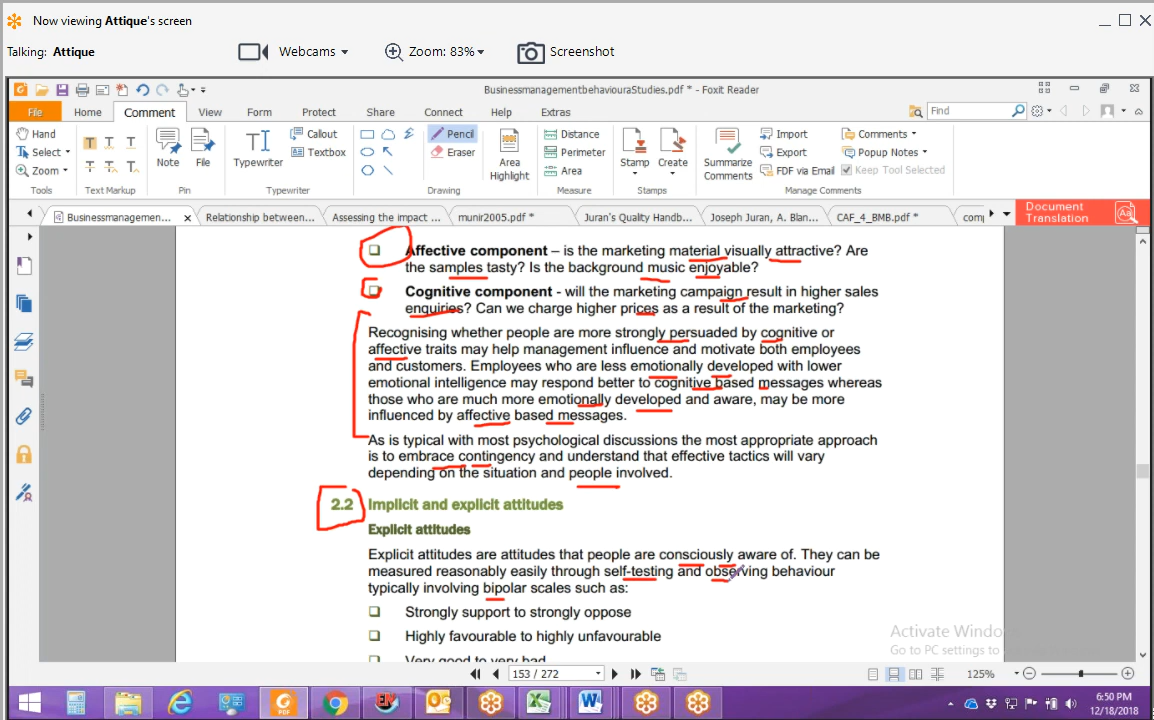 Now viewing Attique's screen
Talking: Attique
Webcams
Zoom: 83%
Screenshot
BusinessmanagementbehaviouraStudies.pdf * - Foxit Reader
File Home Comment View Form Protect Share Connect Help Extras
Find
Hand
Select
Zoom
Tools
Text Markup
Note
File
Pin
Typewriter
Callout
Textbox
Typewriter
Pencil
Eraser
Area
Highlight
Drawing
Distance
Perimeter
Area
Measure
Stamp
Create
Stamps
Summarize
Comments
Import
Export
FDF via Email
Comments
Popup Notes
Keep Tool Selected
Manage Comments
Businessmanagemen... Relationship between... Assessing the impact ... munir2005.pdf * Juran's Quality Handb... Joseph Juran, A. Blan... CAF_4_BMB.pdf * comp
Document
Translation
Affective component – is the marketing material visually attractive? Are
the samples tasty? Is the background music enjoyable?
Cognitive component - will the marketing campaign result in higher sales
enquiries? Can we charge higher prices as a result of the marketing?
Recognising whether people are more strongly persuaded by cognitive or
affective traits may help management influence and motivate both employees
and customers. Employees who are less emotionally developed with lower
emotional intelligence may respond better to cognitive based messages whereas
those who are much more emotionally developed and aware, may be more
influenced by affective based messages.
As is typical with most psychological discussions the most appropriate approach
is to embrace contingency and understand that effective tactics will vary
depending on the situation and people involved.
2.2 Implicit and explicit attitudes
Explicit attitudes
Explicit attitudes are attitudes that people are consciously aware of. They can be
measured reasonably easily through self-testing and observing behaviour
typically involving bipolar scales such as:
Strongly support to strongly oppose
Highly favourable to highly unfavourable
Very good to very bad
Activate Windo
Go to PC settings to
153 / 272
125%
6:50 PM
12/18/2018